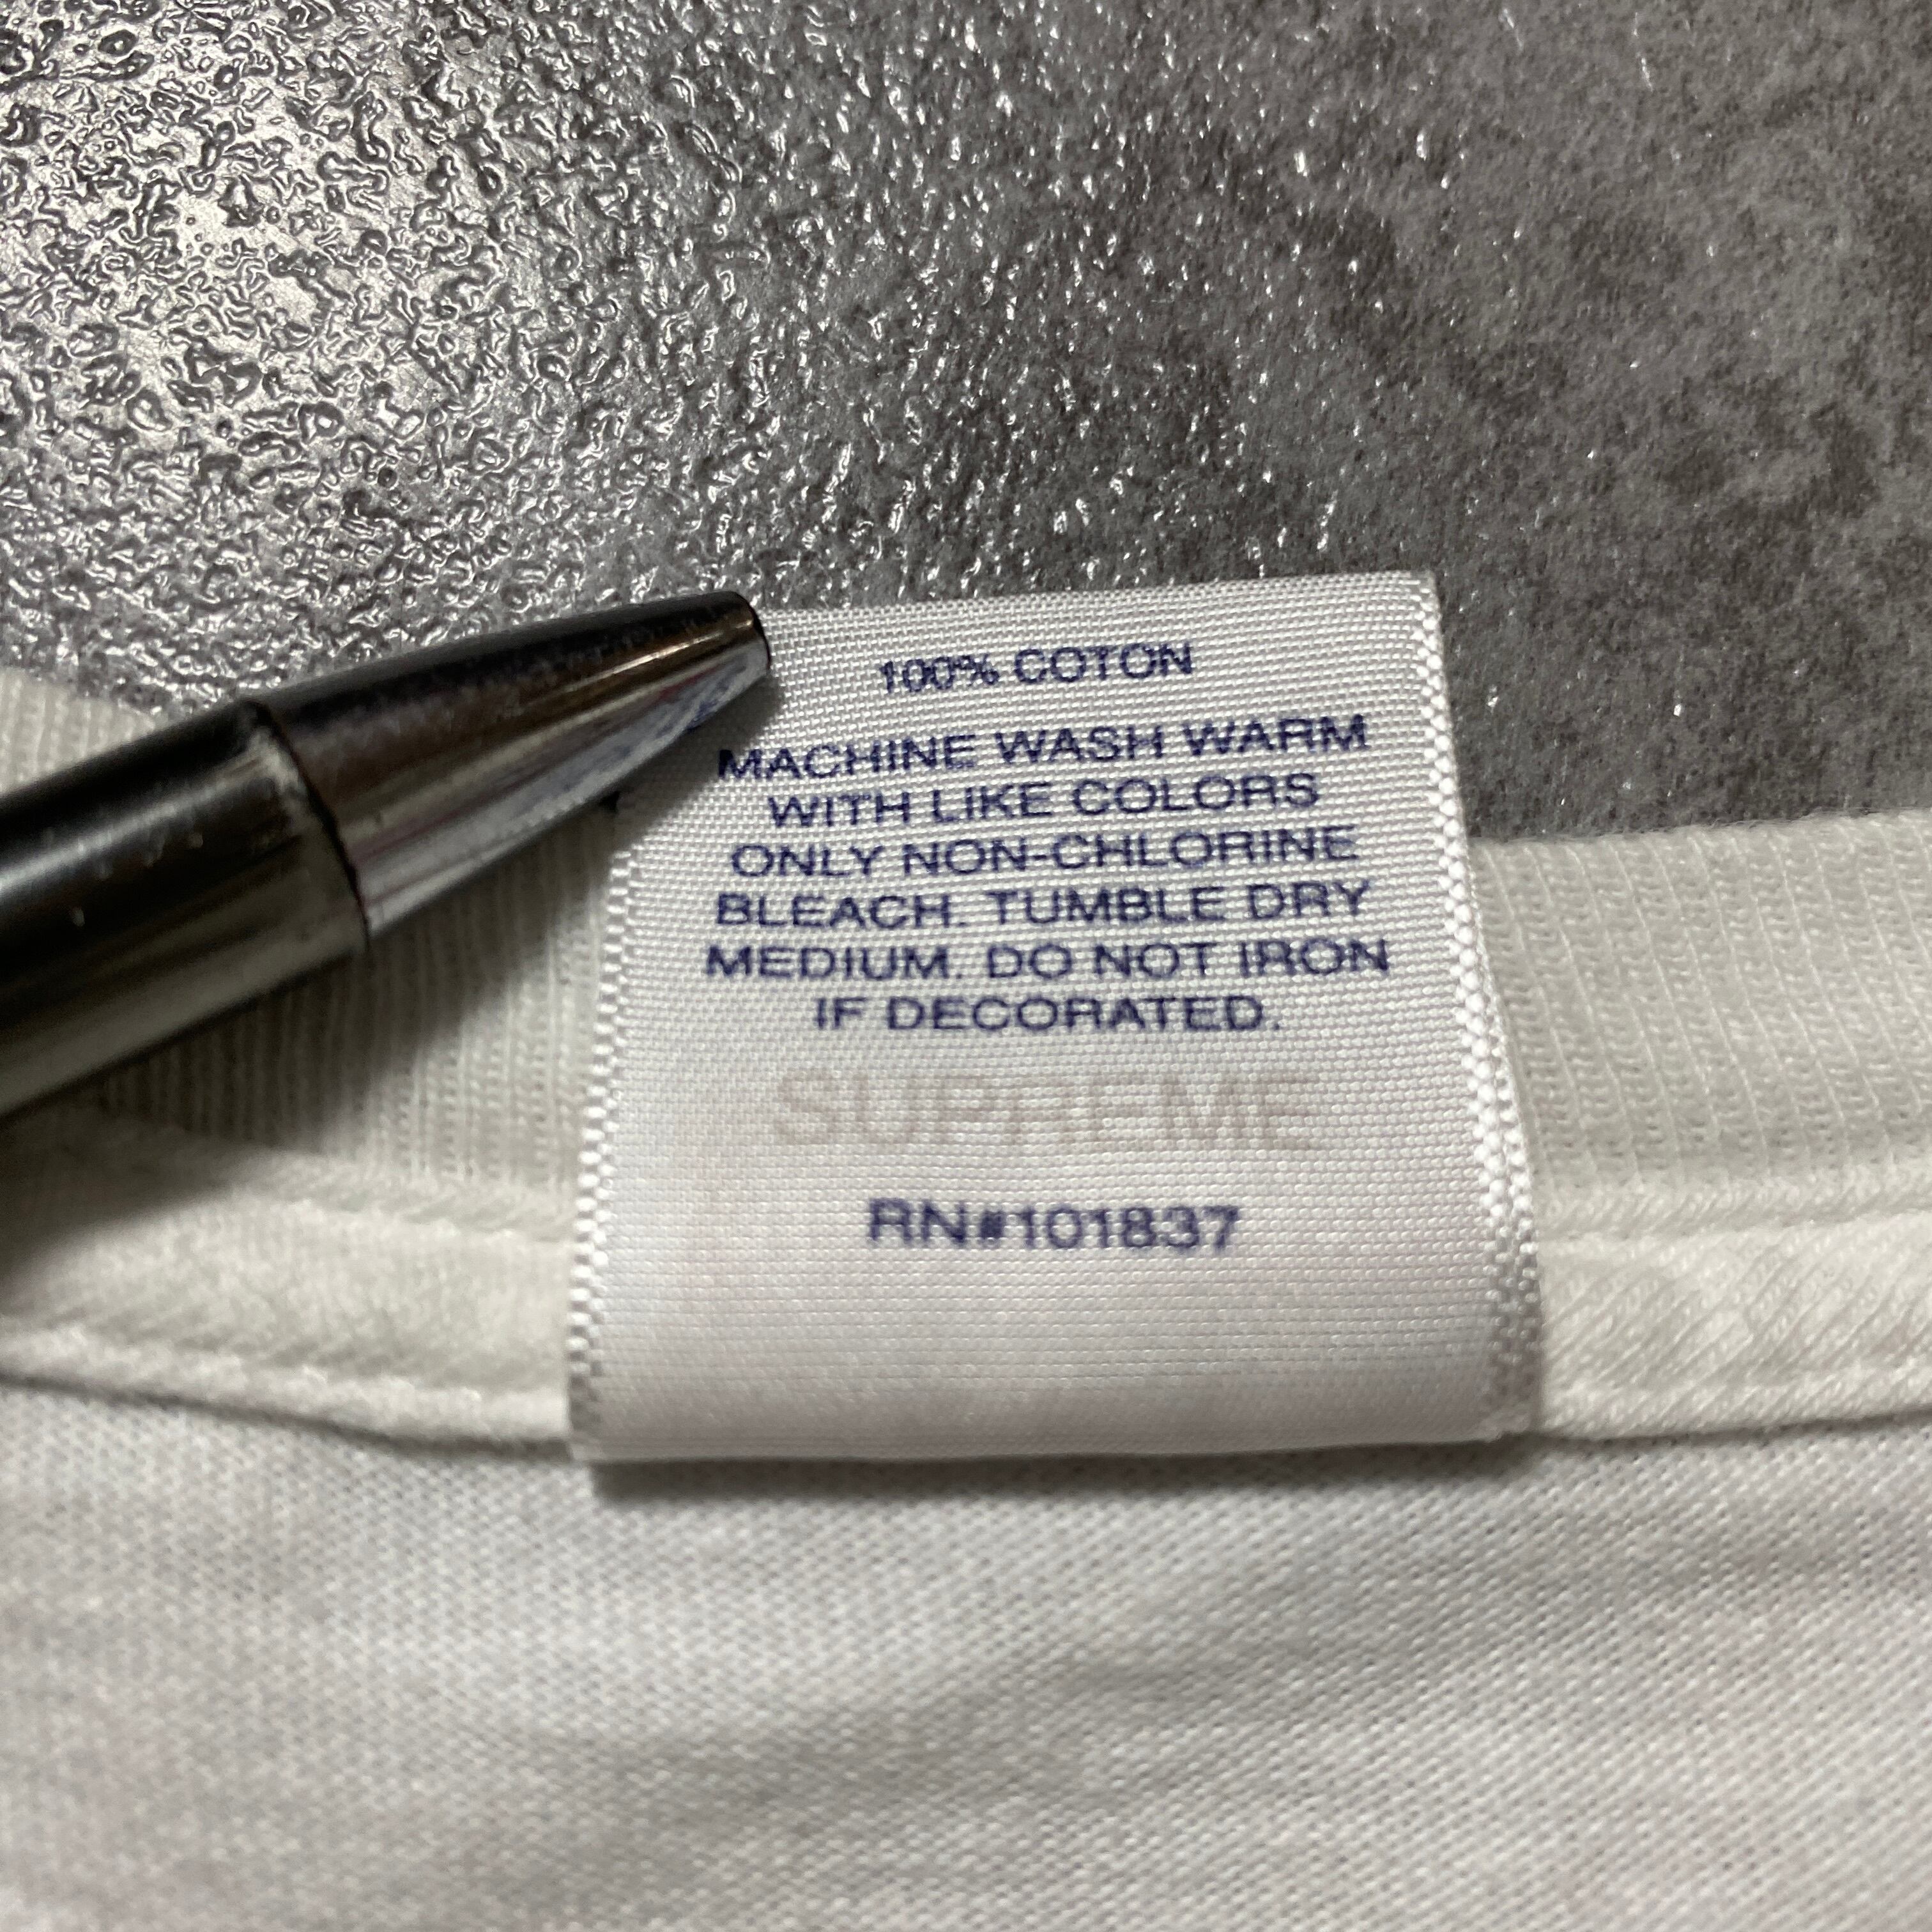 100% COTON
MACHINE WASH WARM
WITH LIKE COLORS
ONLY NON-CHLORINE
BLEACH. TUMBLE DRY
MEDIUM. DO NOT IRON
IF DECORATED.
SUPREME
RN#101837